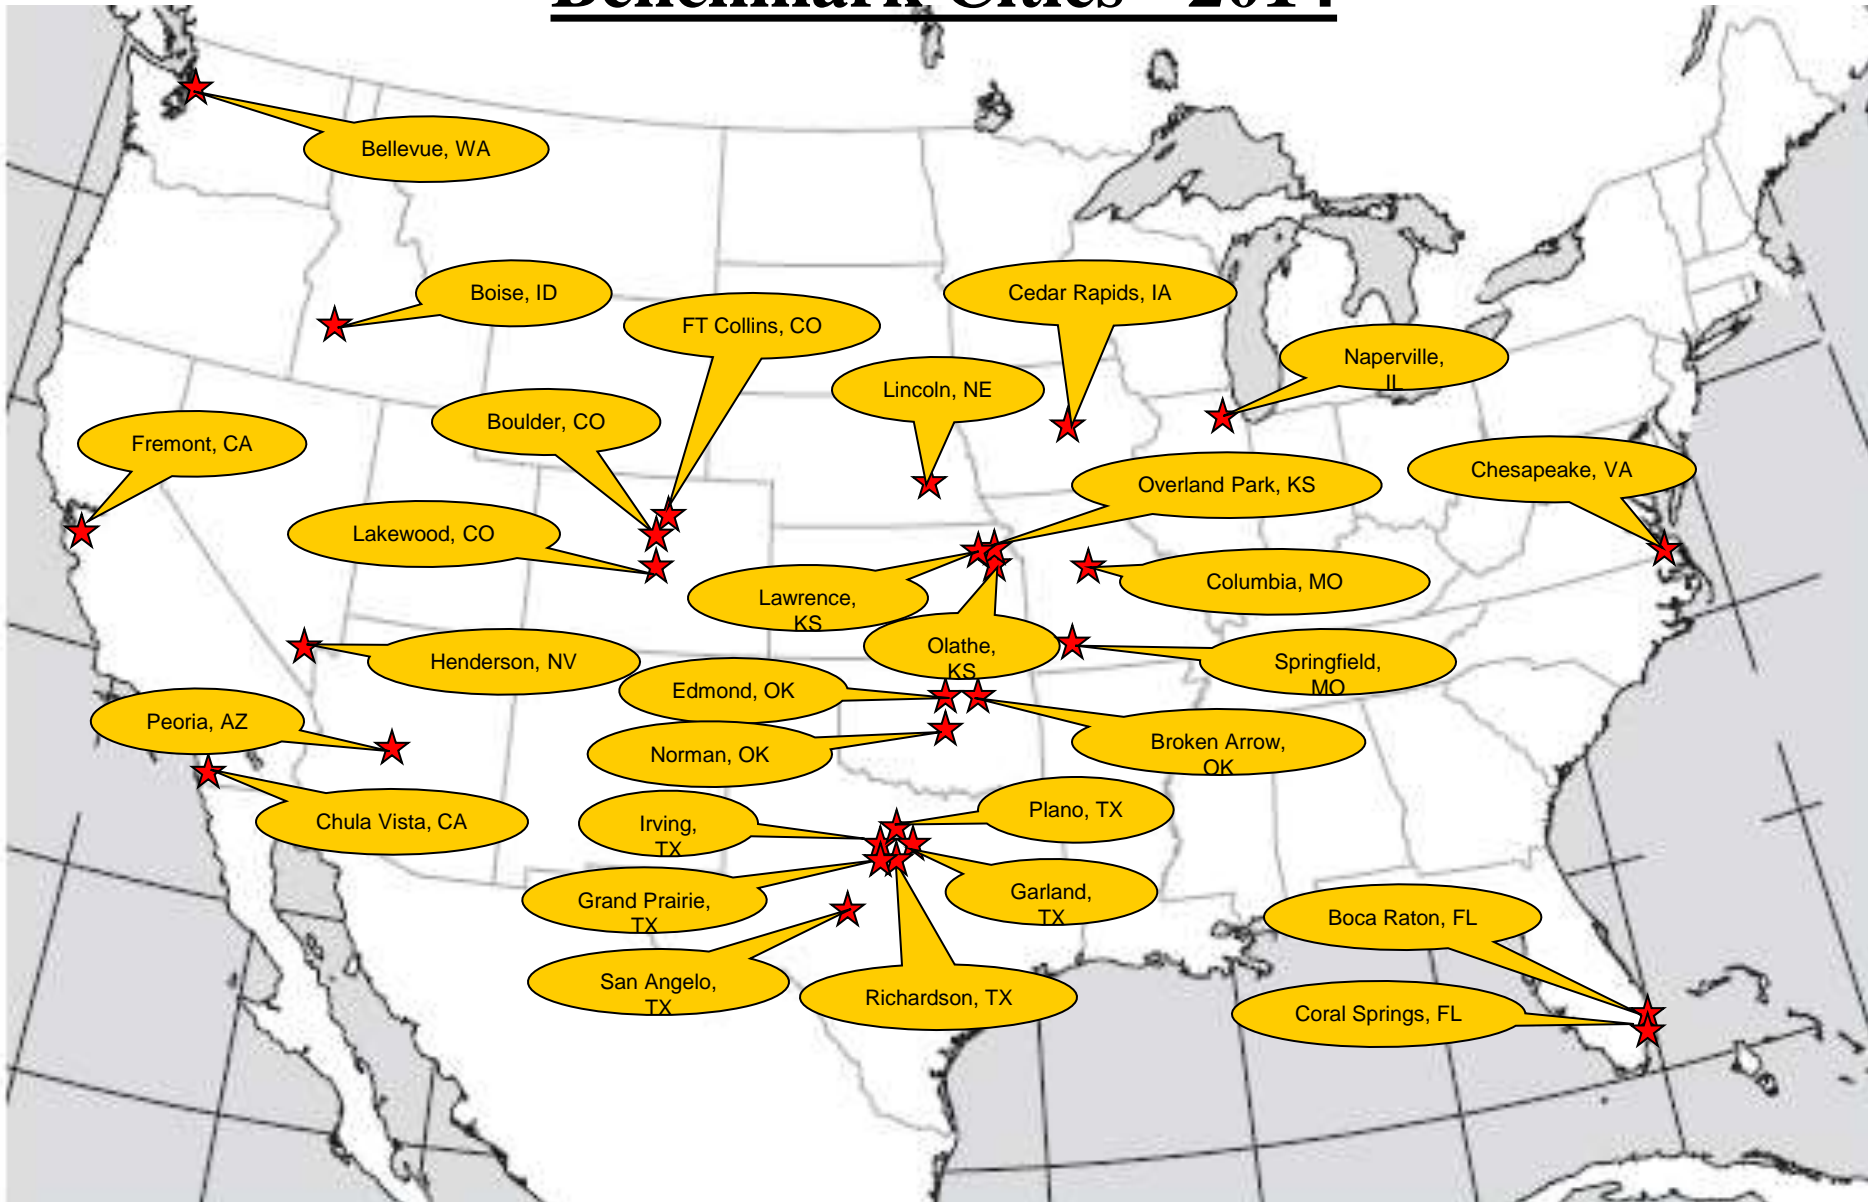 Benchmark Cities - 2014
Bellevue, WA
Boise, ID
Cedar Rapids, IA
FT Collins, CO
Naperville,
IL
Lincoln, NE
Boulder, CO
Fremont, CA
Chesapeake, VA
Overland Park, KS
Lakewood, CO
Columbia, MO
Lawrence,
KS
Olathe,
KS
Henderson, NV
Springfield,
MO
Edmond, OK
Peoria, AZ
Broken Arrow,
OK
Norman, OK
Plano, TX
Chula Vista, CA
Irving,
TX
Grand Prairie,
TX
Garland,
TX
Boca Raton, FL
San Angelo,
TX
Richardson, TX
Coral Springs, FL